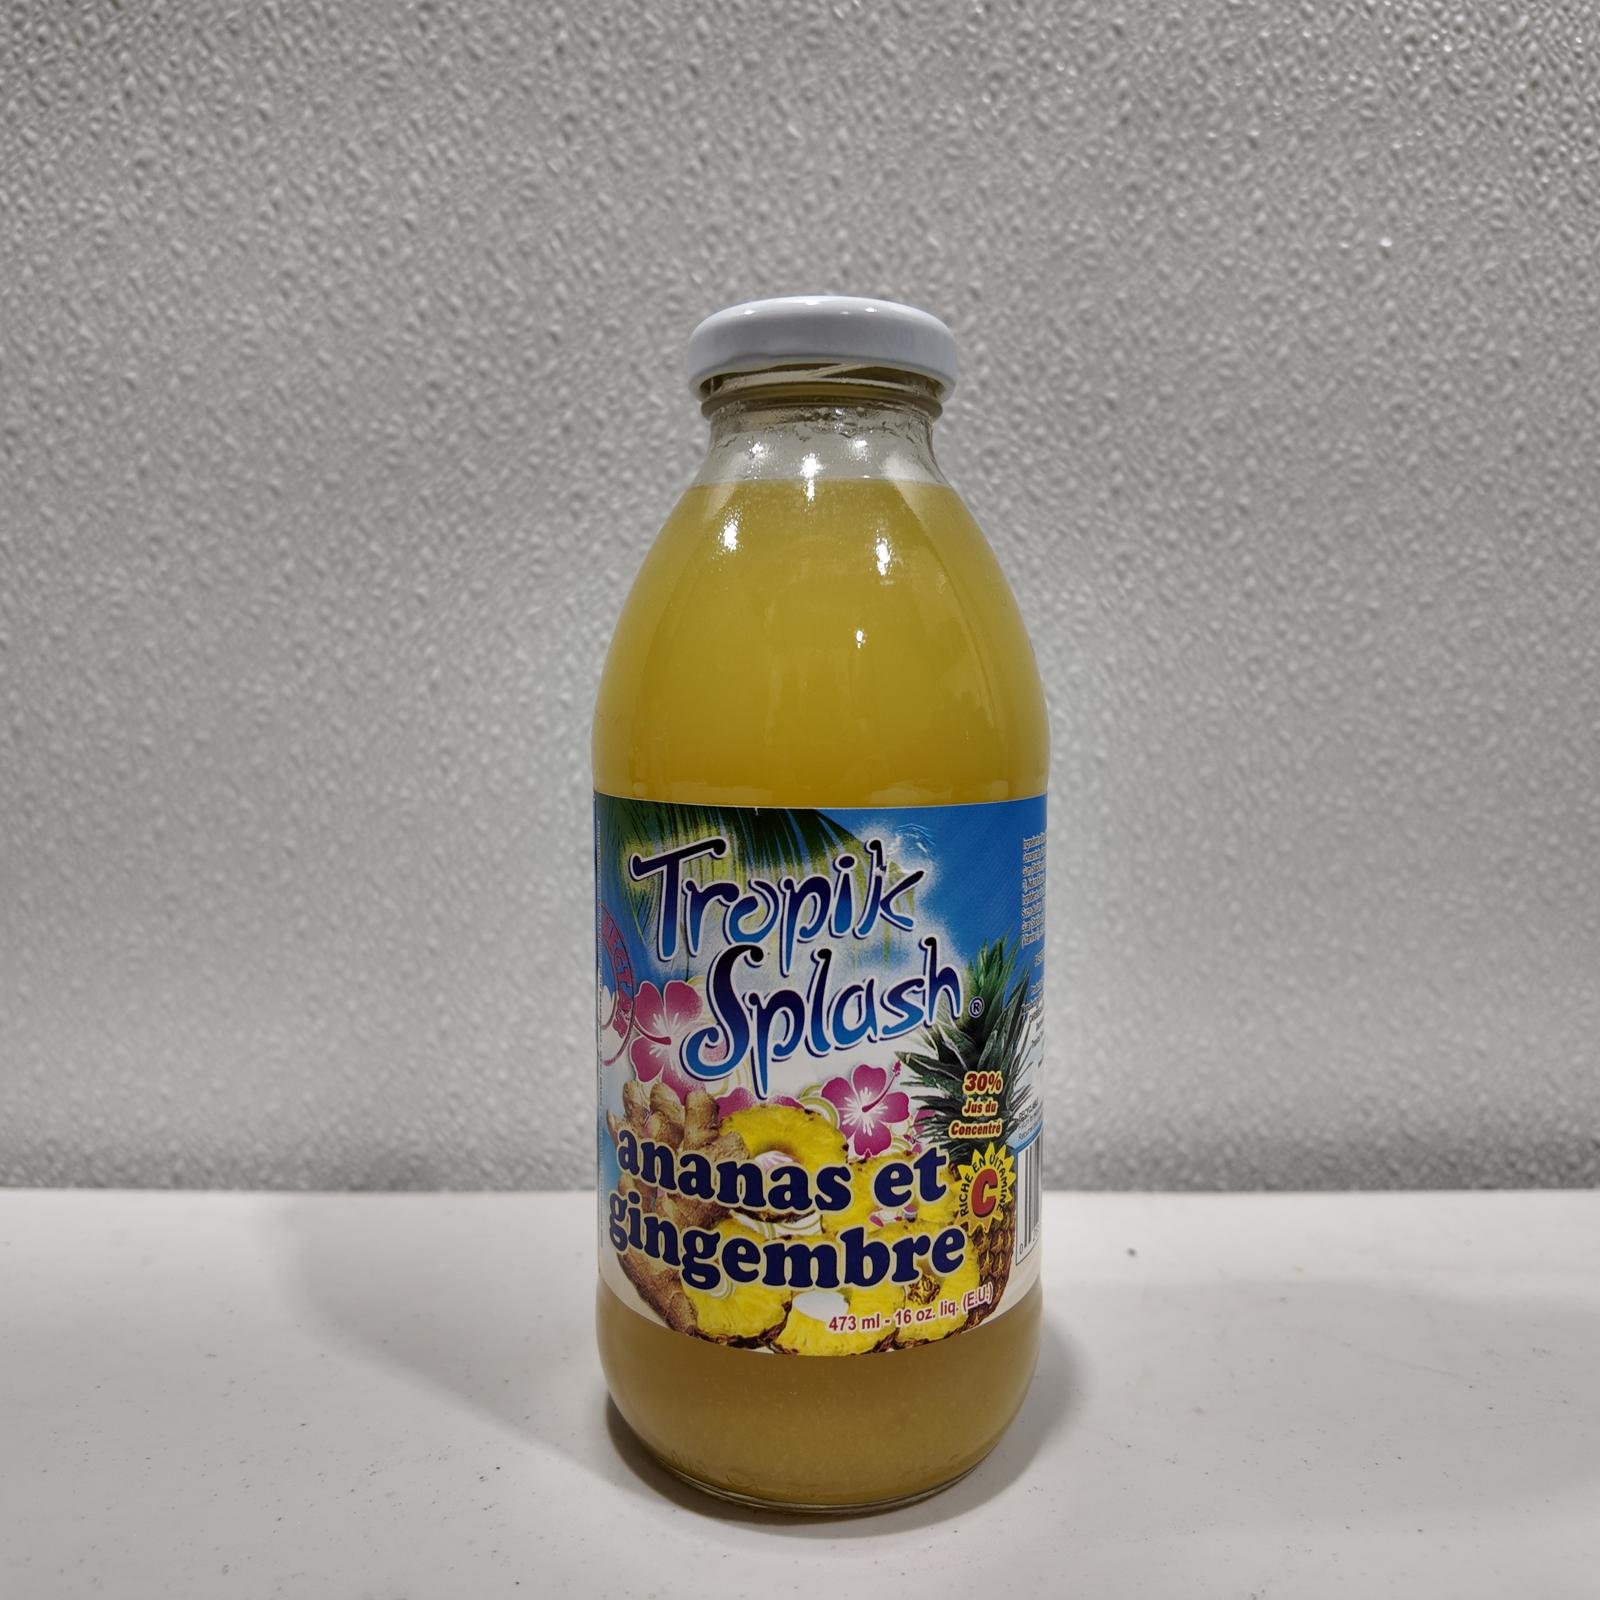 Tropik
Splash®
30%
Jus du
Concentré
ananas et
gingembre
RICHE EN VITAMINE
C
473 ml - 16 oz. liq. (E.U.)